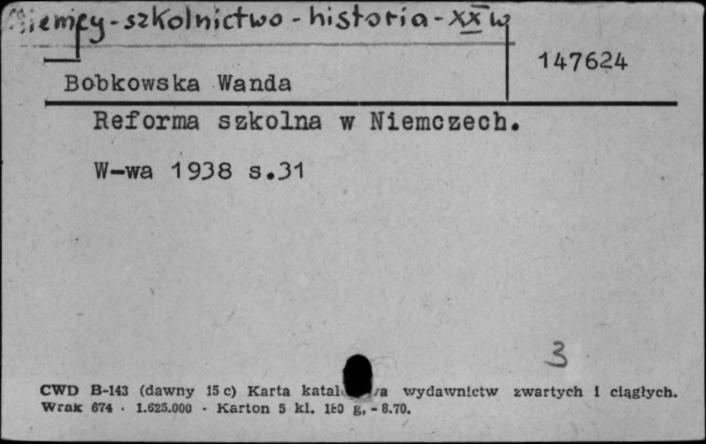 Niemcy - szkolnictwo - historia - XX w
147624
Bobkowska Wanda
Reforma szkolna w Niemczech.
W-wa 1938 s.31
3
CWD B-143 (dawny 15 c) Karta wydawnictw zwartych i ciągłych.
Wrak 674 · 1.625.000 · Karton 5 kl. 180 g, - 8.70.